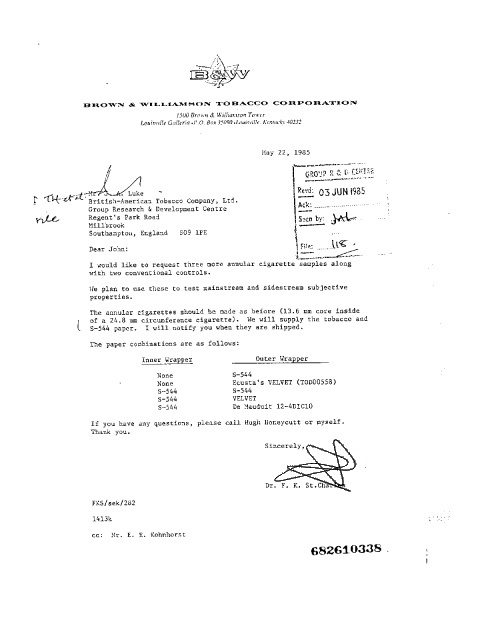 B&W
BROWN & WILLIAMSON TOBACCO CORPORATION
1500 Brown & Williamson Tower
Louisville Galleria • P.O. Box 35090 • Louisville, Kentucky 40232
May 22, 1985
GROUP R & D CENTRE
Recd: 03 JUN 1985
Ack:
Seen by:
File: 118.
Luke
British-American Tobacco Company, Ltd.
Group Research & Development Centre
Regent's Park Road
Millbrook
Southampton, England SO9 1PE
Dear John:
I would like to request three more annular cigarette samples along
with two conventional controls.
We plan to use these to test mainstream and sidestream subjective
properties.
The annular cigarettes should be made as before (13.6 mm core inside
of a 24.8 mm circumference cigarette). We will supply the tobacco and
S-544 paper. I will notify you when they are shipped.
The paper combinations are as follows:
Inner Wrapper Outer Wrapper
None S-544
None Ecusta's VELVET (TOD00558)
S-544 S-544
S-544 VELVET
S-544 De Mauduit 12-4DIC10
If you have any questions, please call Hugh Honeycutt or myself.
Thank you.
Sincerely,
Dr. F. K. St.
FKS/sek/282
1413k
cc: Mr. E. E. Kohnhorst
682610338